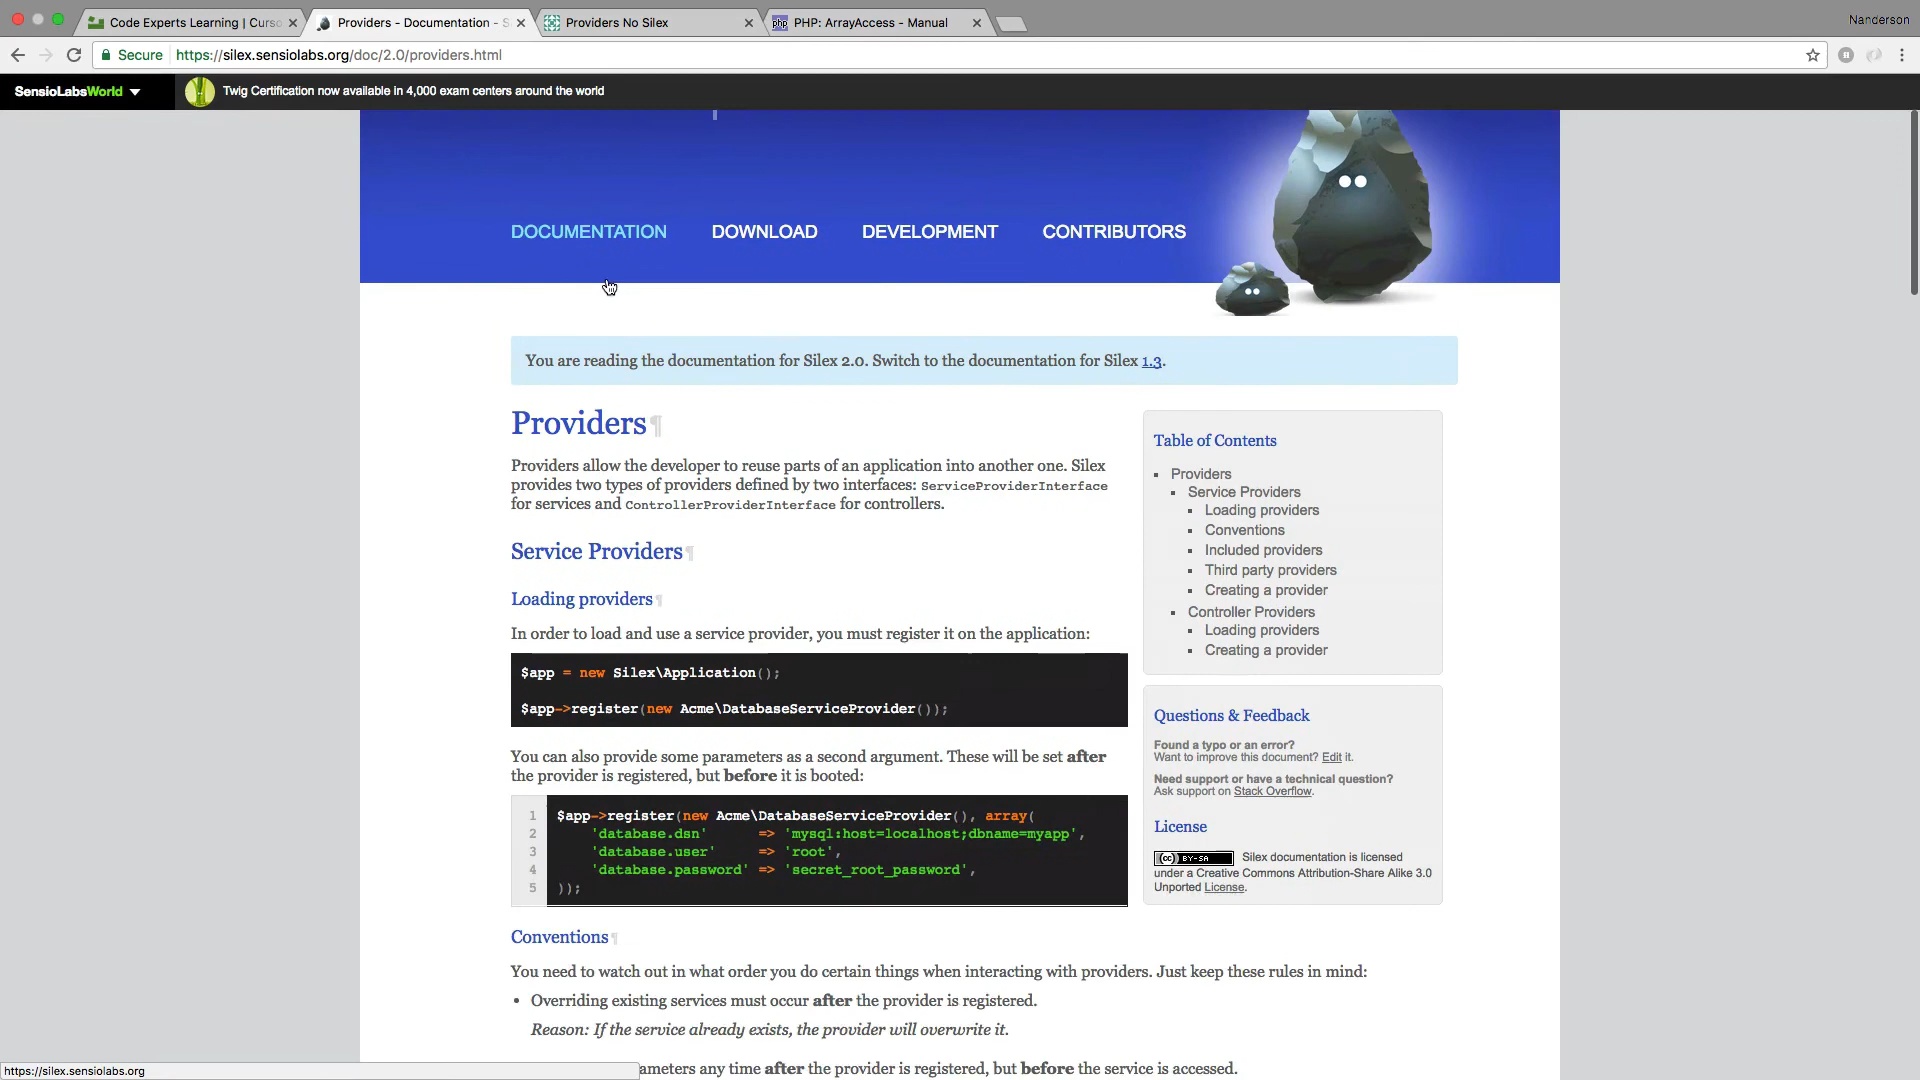 Code Experts Learning | Curso
Providers - Documentation - S
Providers No Silex
php PHP: ArrayAccess - Manual
Nanderson
Secure https://silex.sensiolabs.org/doc/2.0/providers.html
SensioLabsWorld
Twig Certification now available in 4,000 exam centers around the world
DOCUMENTATION DOWNLOAD DEVELOPMENT CONTRIBUTORS
You are reading the documentation for Silex 2.0. Switch to the documentation for Silex 1.3.
Providers¶
Providers allow the developer to reuse parts of an application into another one. Silex
provides two types of providers defined by two interfaces: ServiceProviderInterface
for services and ControllerProviderInterface for controllers.
Service Providers¶
Loading providers¶
In order to load and use a service provider, you must register it on the application:
$app = new Silex\Application();
$app->register(new Acme\DatabaseServiceProvider());
You can also provide some parameters as a second argument. These will be set after
the provider is registered, but before it is booted:
1 $app->register(new Acme\DatabaseServiceProvider(), array(
2 'database.dsn' => 'mysql:host=localhost;dbname=myapp',
3 'database.user' => 'root',
4 'database.password' => 'secret_root_password',
5 ));
Conventions¶
You need to watch out in what order you do certain things when interacting with providers. Just keep these rules in mind:
• Overriding existing services must occur after the provider is registered.
Reason: If the service already exists, the provider will overwrite it.
ameters any time after the provider is registered, but before the service is accessed.
Table of Contents
Providers
Service Providers
Loading providers
Conventions
Included providers
Third party providers
Creating a provider
Controller Providers
Loading providers
Creating a provider
Questions & Feedback
Found a typo or an error?
Want to improve this document? Edit it.
Need support or have a technical question?
Ask support on Stack Overflow.
License
(cc) BY-SA Silex documentation is licensed
under a Creative Commons Attribution-Share Alike 3.0
Unported License.
https://silex.sensiolabs.org